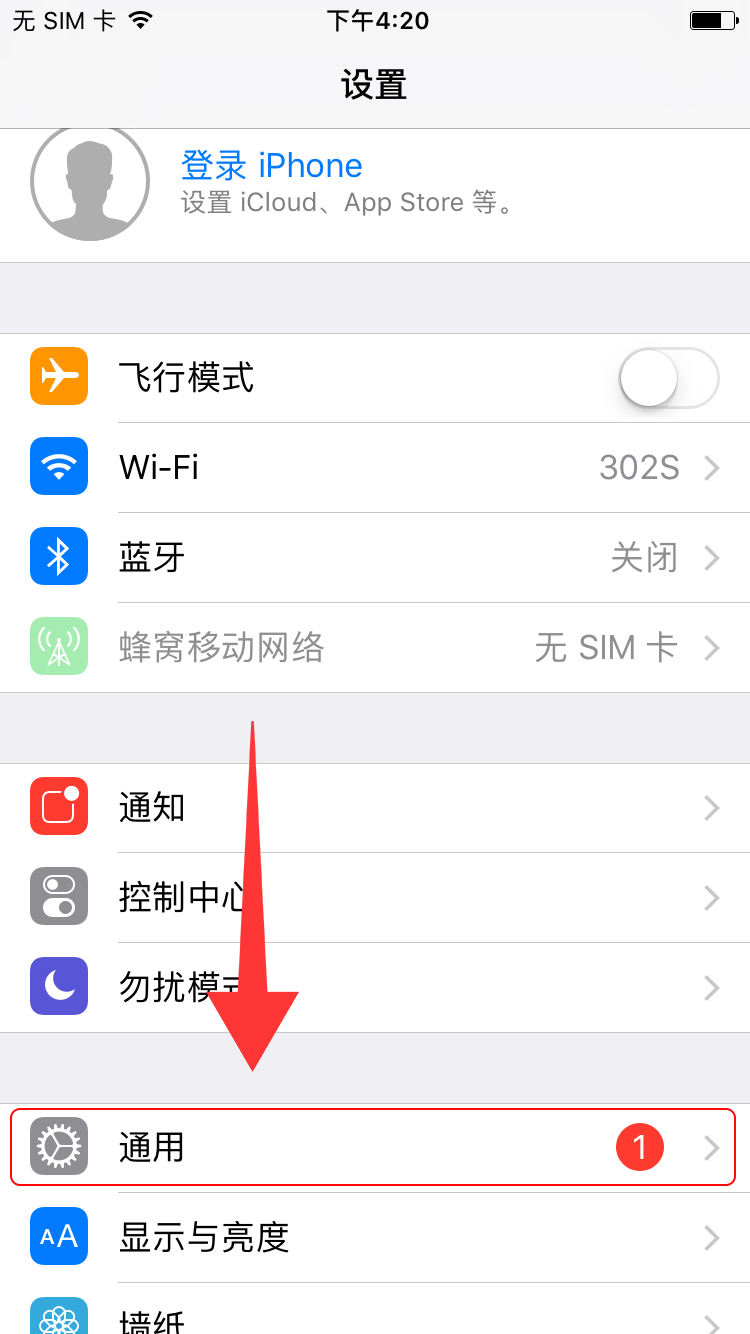 无 SIM 卡 下午4:20
设置
登录 iPhone
设置 iCloud、App Store 等。
飞行模式
Wi-Fi 302S
蓝牙 关闭
蜂窝移动网络 无 SIM 卡
通知
控制中心
勿扰模式
通用 1
AA 显示与亮度
墙纸